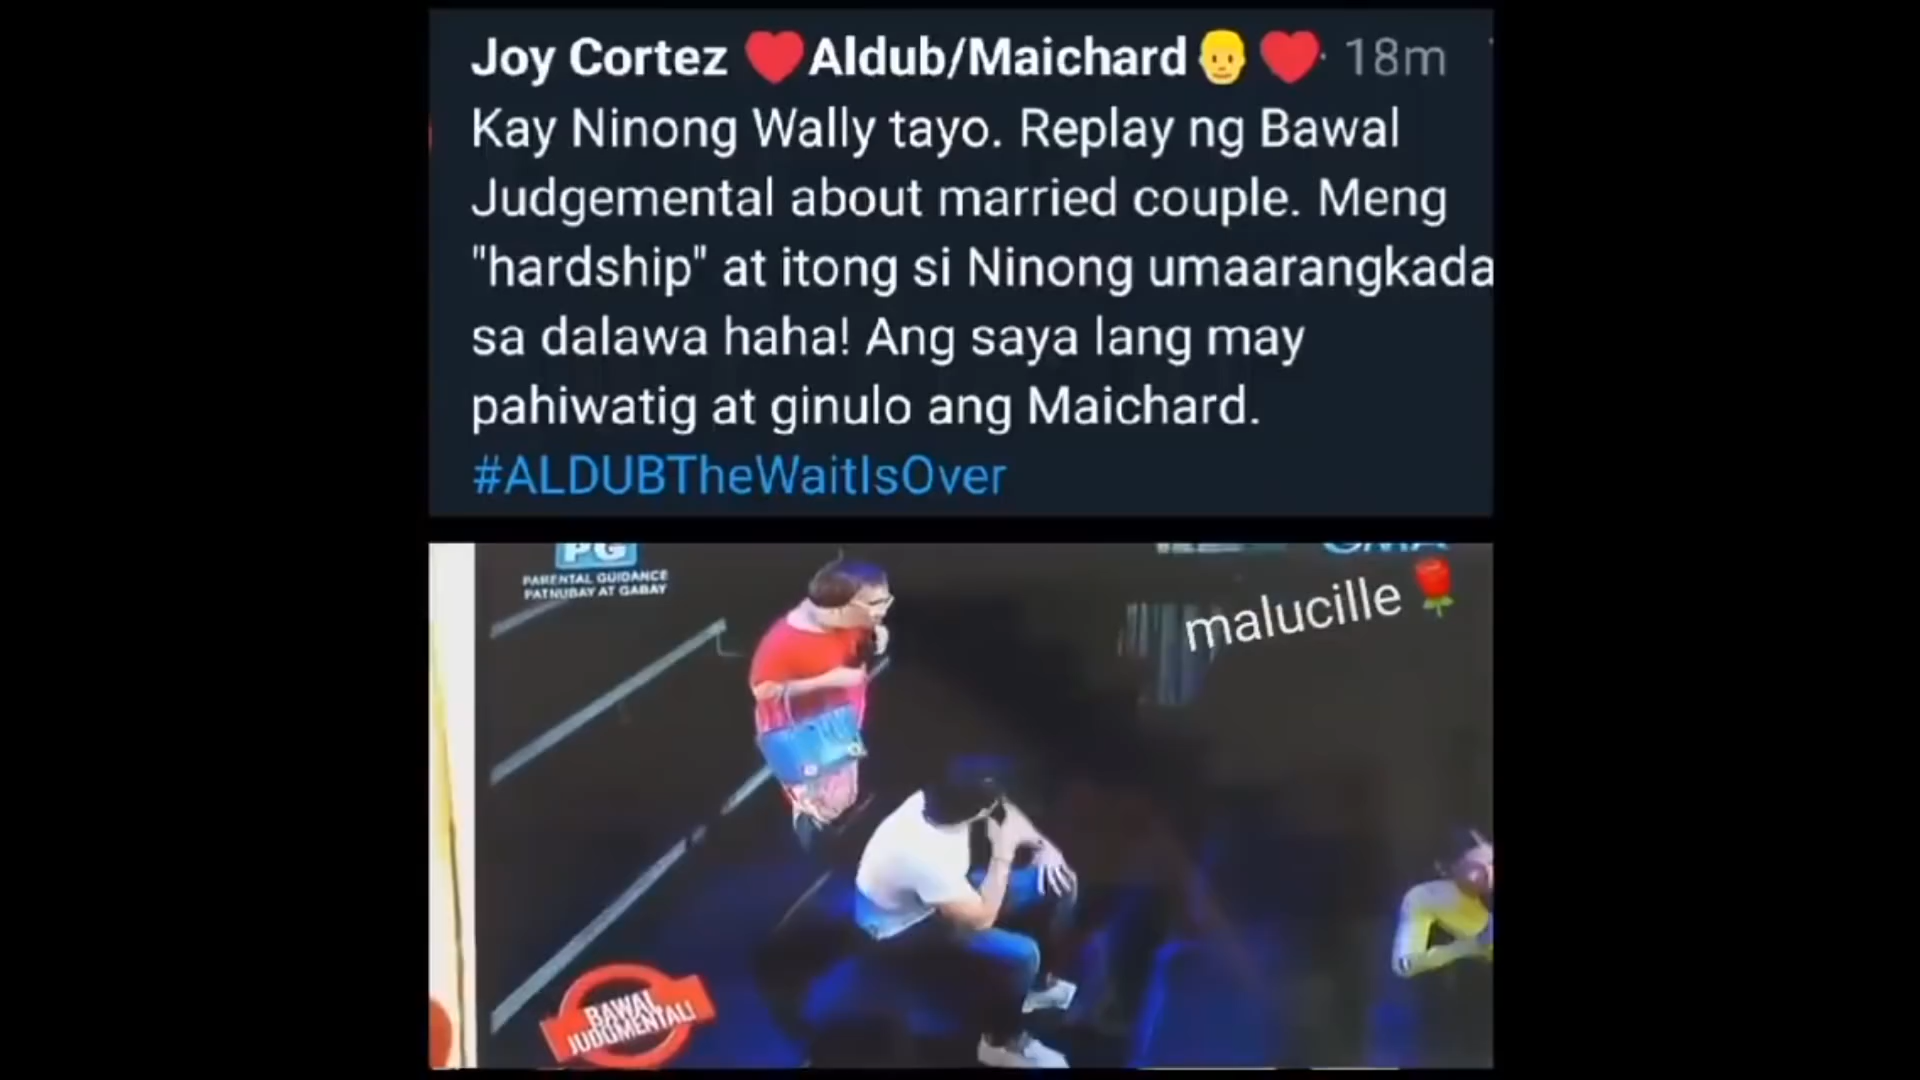 Joy Cortez ❤️Aldub/Maichard👱❤️· 18m
Kay Ninong Wally tayo. Replay ng Bawal
Judgemental about married couple. Meng
"hardship" at itong si Ninong umaarangkada
sa dalawa haha! Ang saya lang may
pahiwatig at ginulo ang Maichard.
#ALDUBTheWaitIsOver
PG
PARENTAL GUIDANCE
PATNUBAY AT GABAY
malucille🌹
BAWAL
JUDGMENTAL!